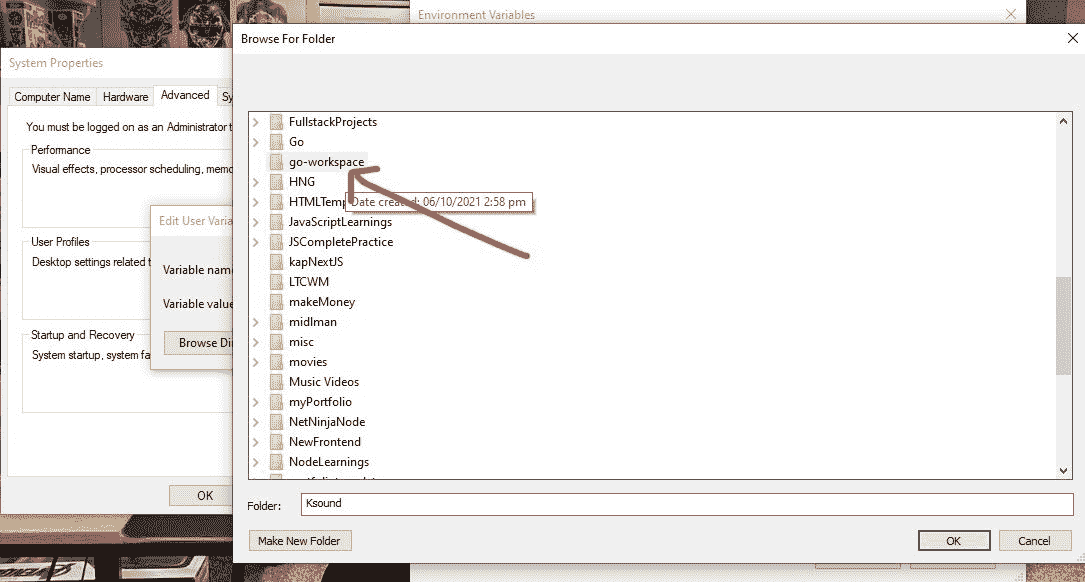 Environment Variables
Browse For Folder
System Properties
Computer Name
Hardware
Advanced
Sy
You must be logged on as an Administrator t
Performance
Visual effects, processor scheduling, memo
User Profiles
Desktop settings related t
Startup and Recovery
System startup, system fa
OK
Edit User Varia
Variable nam
Variable value
Browse Di
FullstackProjects
Go
go-workspace
HNG
HTMLTemp
Date created: 06/10/2021 2:58 pm
JavaScriptLearnings
JSCompletePractice
kapNextJS
LTCWM
makeMoney
midlman
misc
movies
Music Videos
myPortfolio
NetNinjaNode
NewFrontend
NodeLearnings
Folder:
Ksound
Make New Folder
OK
Cancel